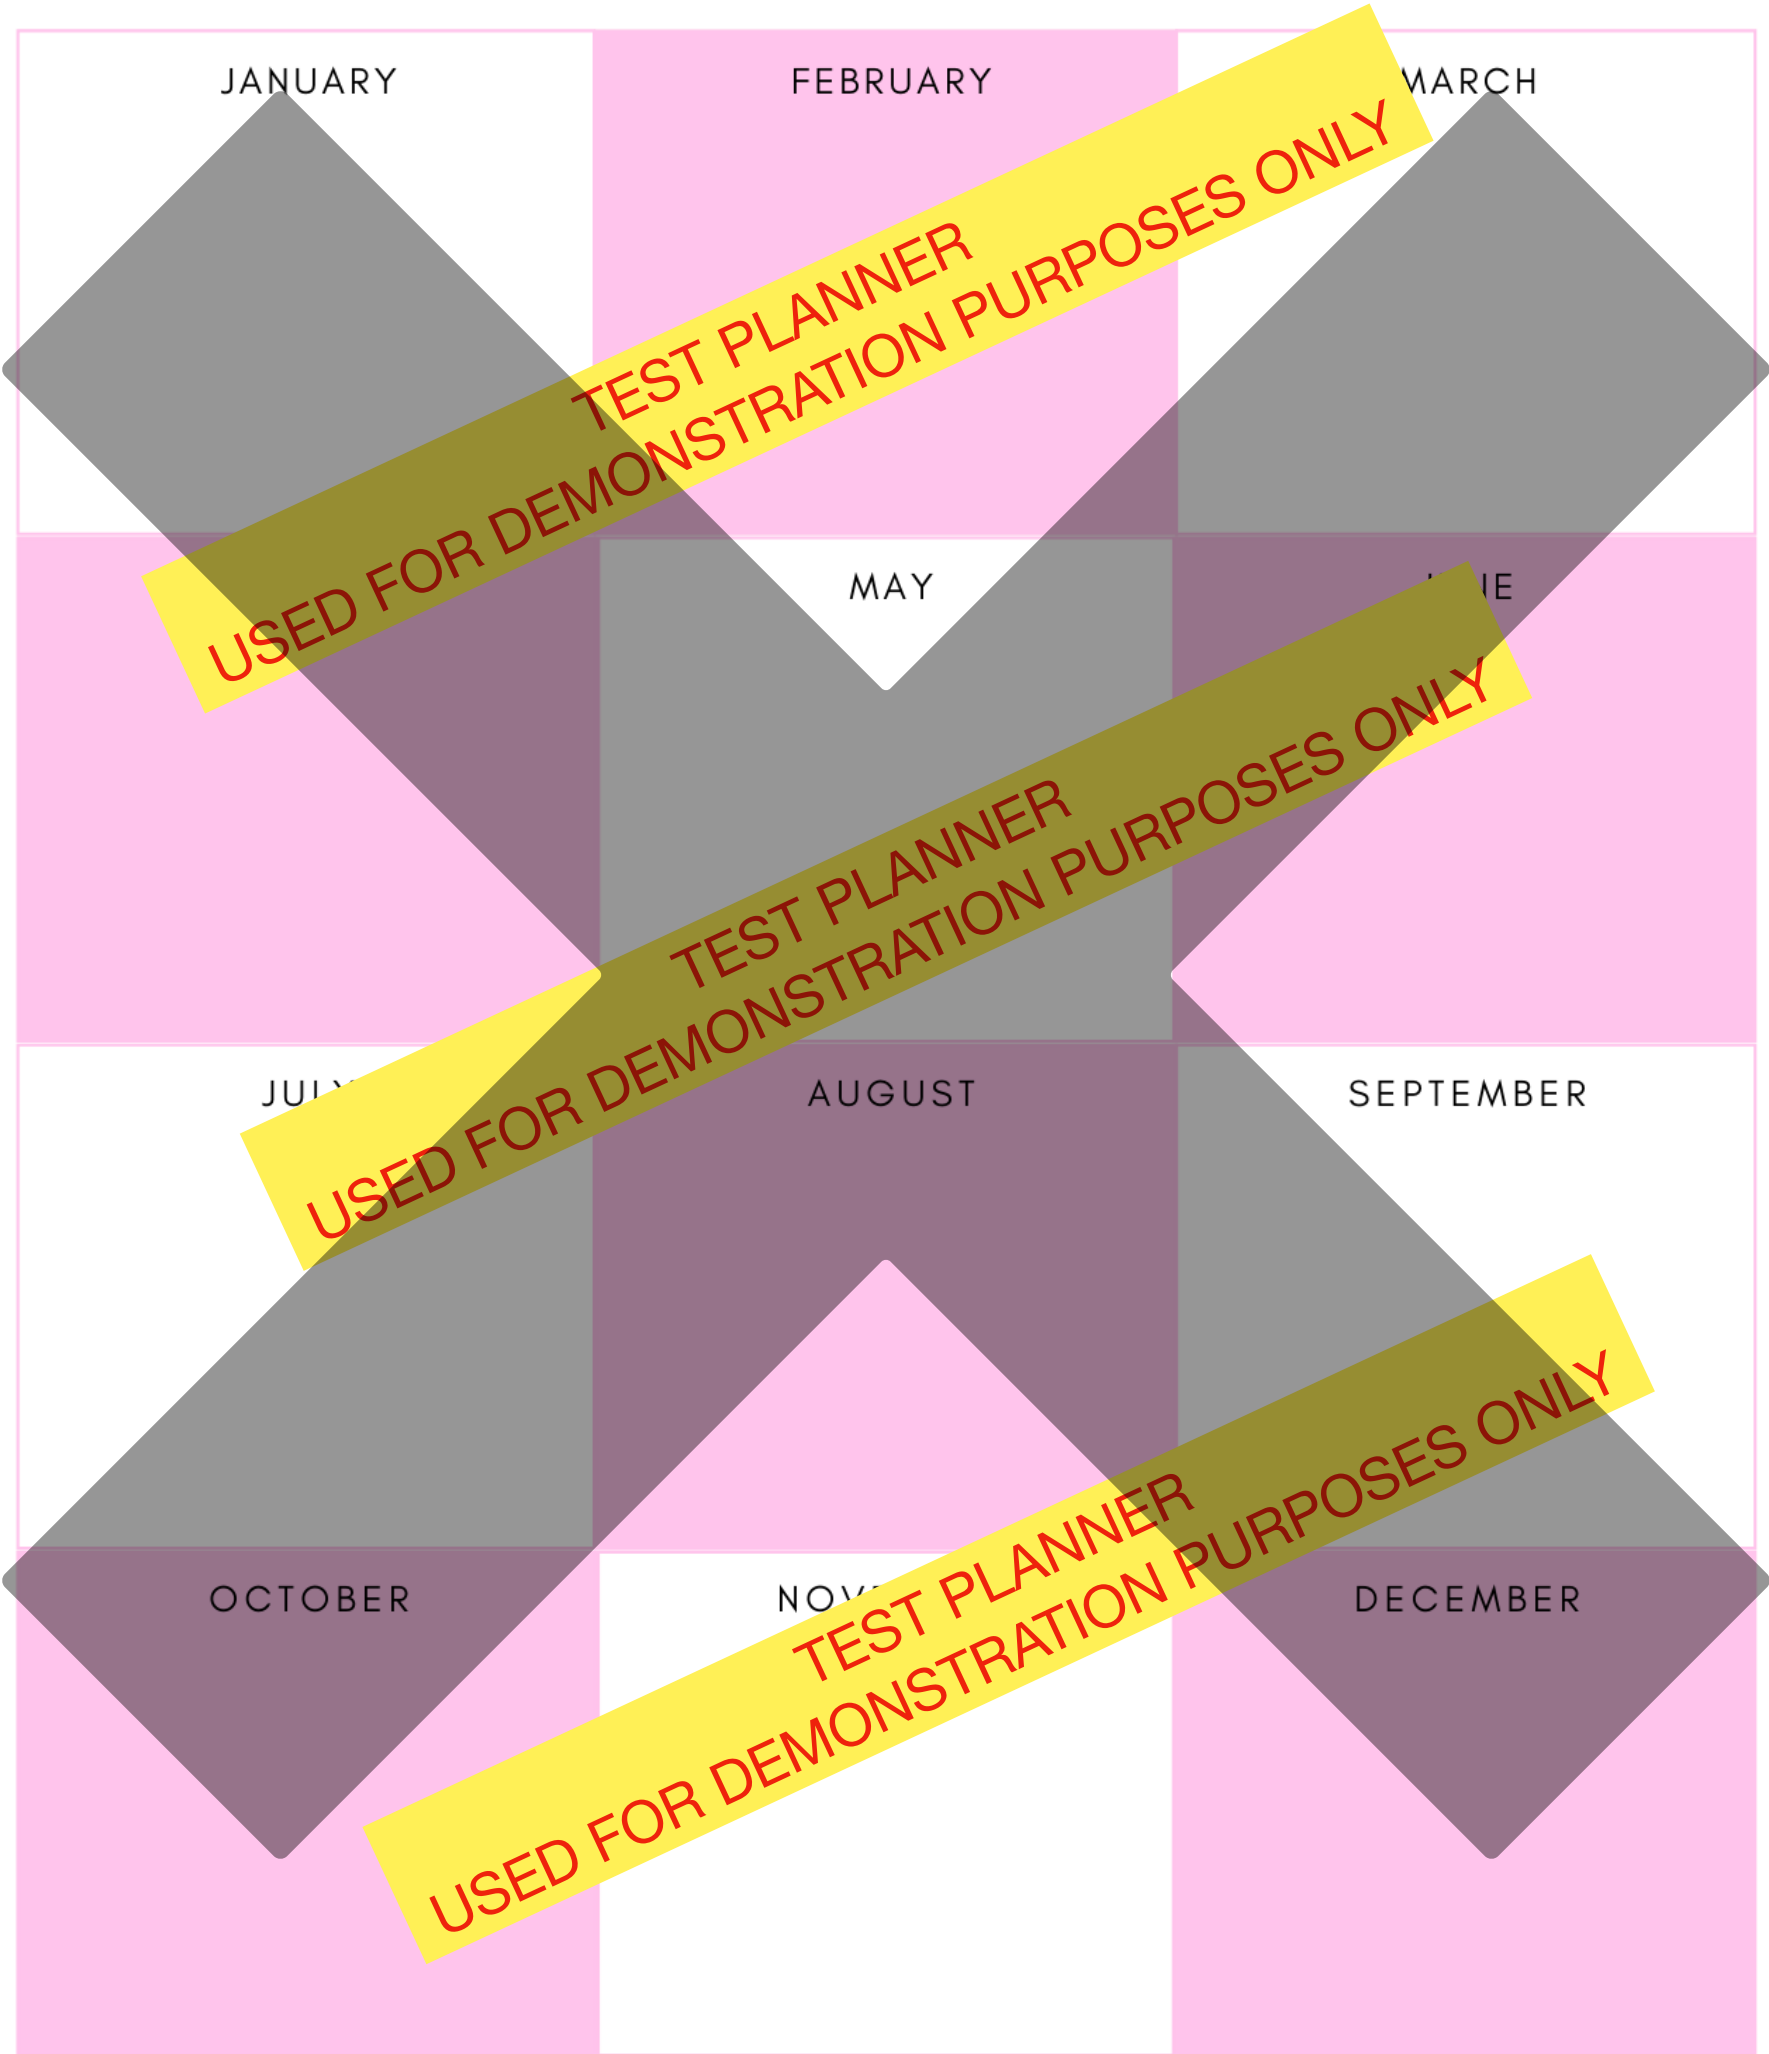 JANUARY
FEBRUARY
MARCH
TEST PLANNER
USED FOR DEMONSTRATION PURPOSES ONLY
MAY
TEST PLANNER
USED FOR DEMONSTRATION PURPOSES ONLY
JULY
AUGUST
SEPTEMBER
OCTOBER
DECEMBER
TEST PLANNER
USED FOR DEMONSTRATION PURPOSES ONLY